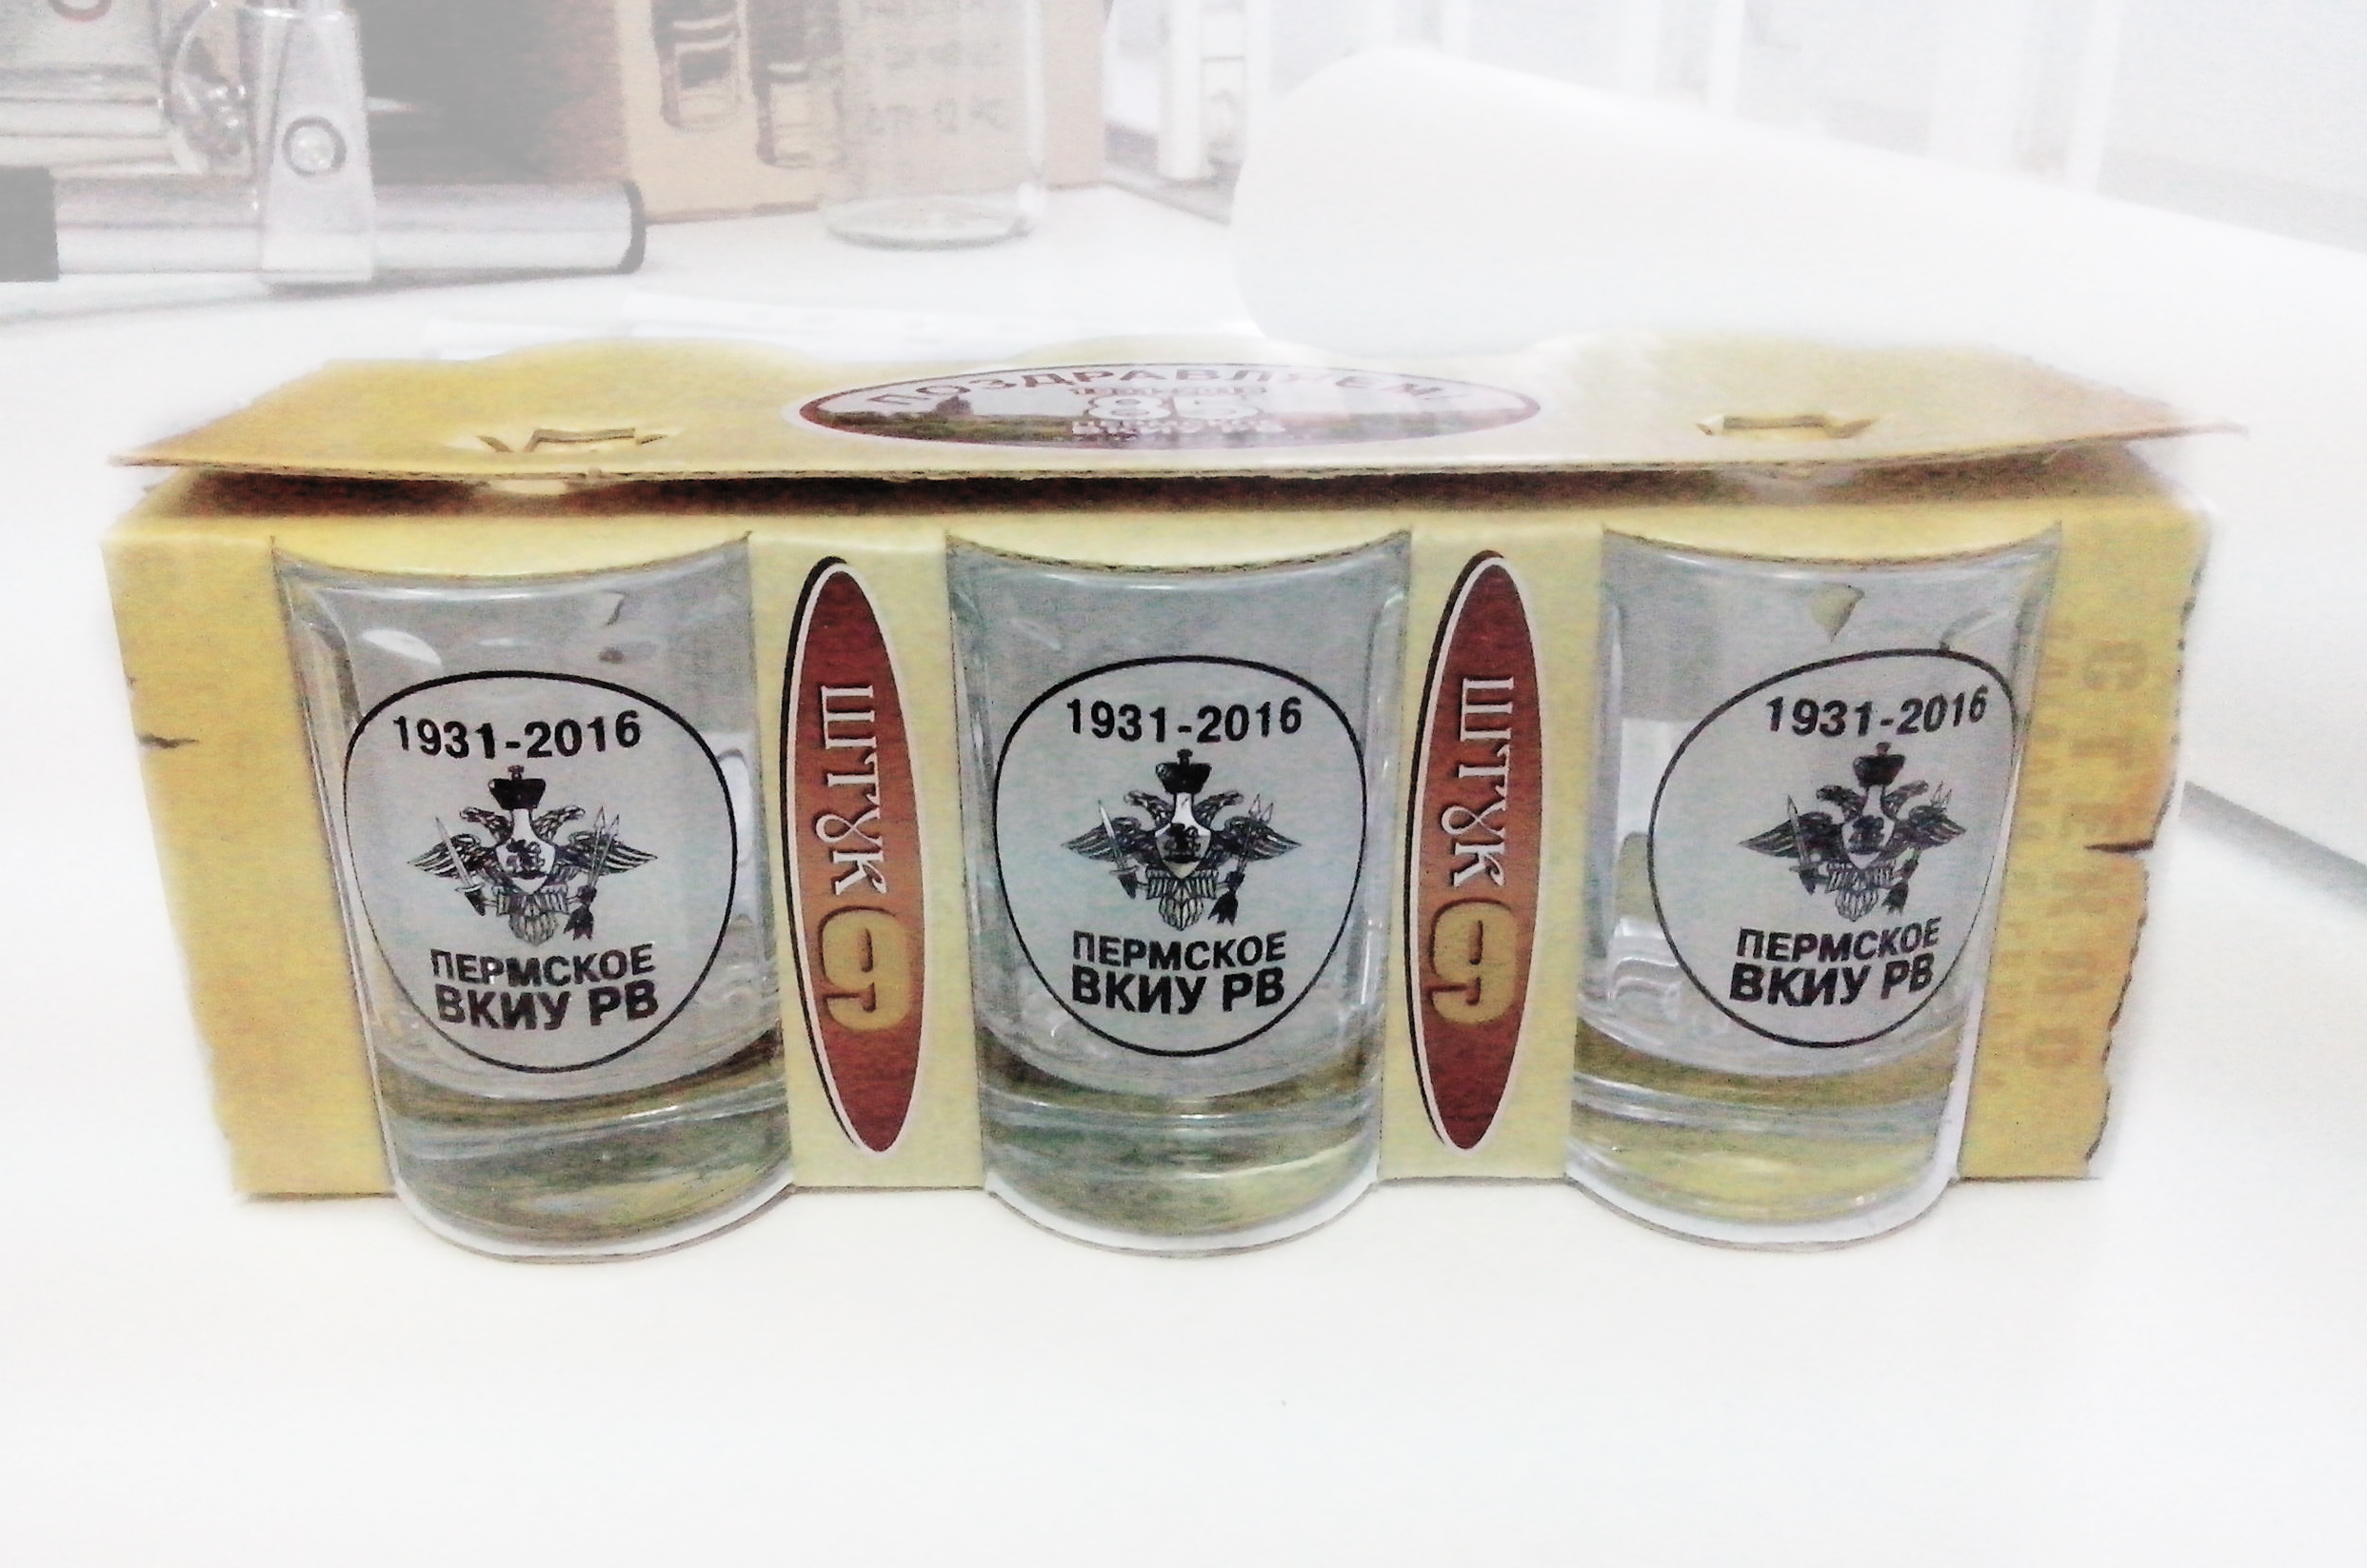 ПОЗДРАВЛЯЕМ!
85
1931-2016
ПЕРМСКОЕ
ВКИУ РВ
ШТУК 6
1931-2016
ПЕРМСКОЕ
ВКИУ РВ
ШТУК 6
1931-2016
ПЕРМСКОЕ
ВКИУ РВ
СТЕКЛО